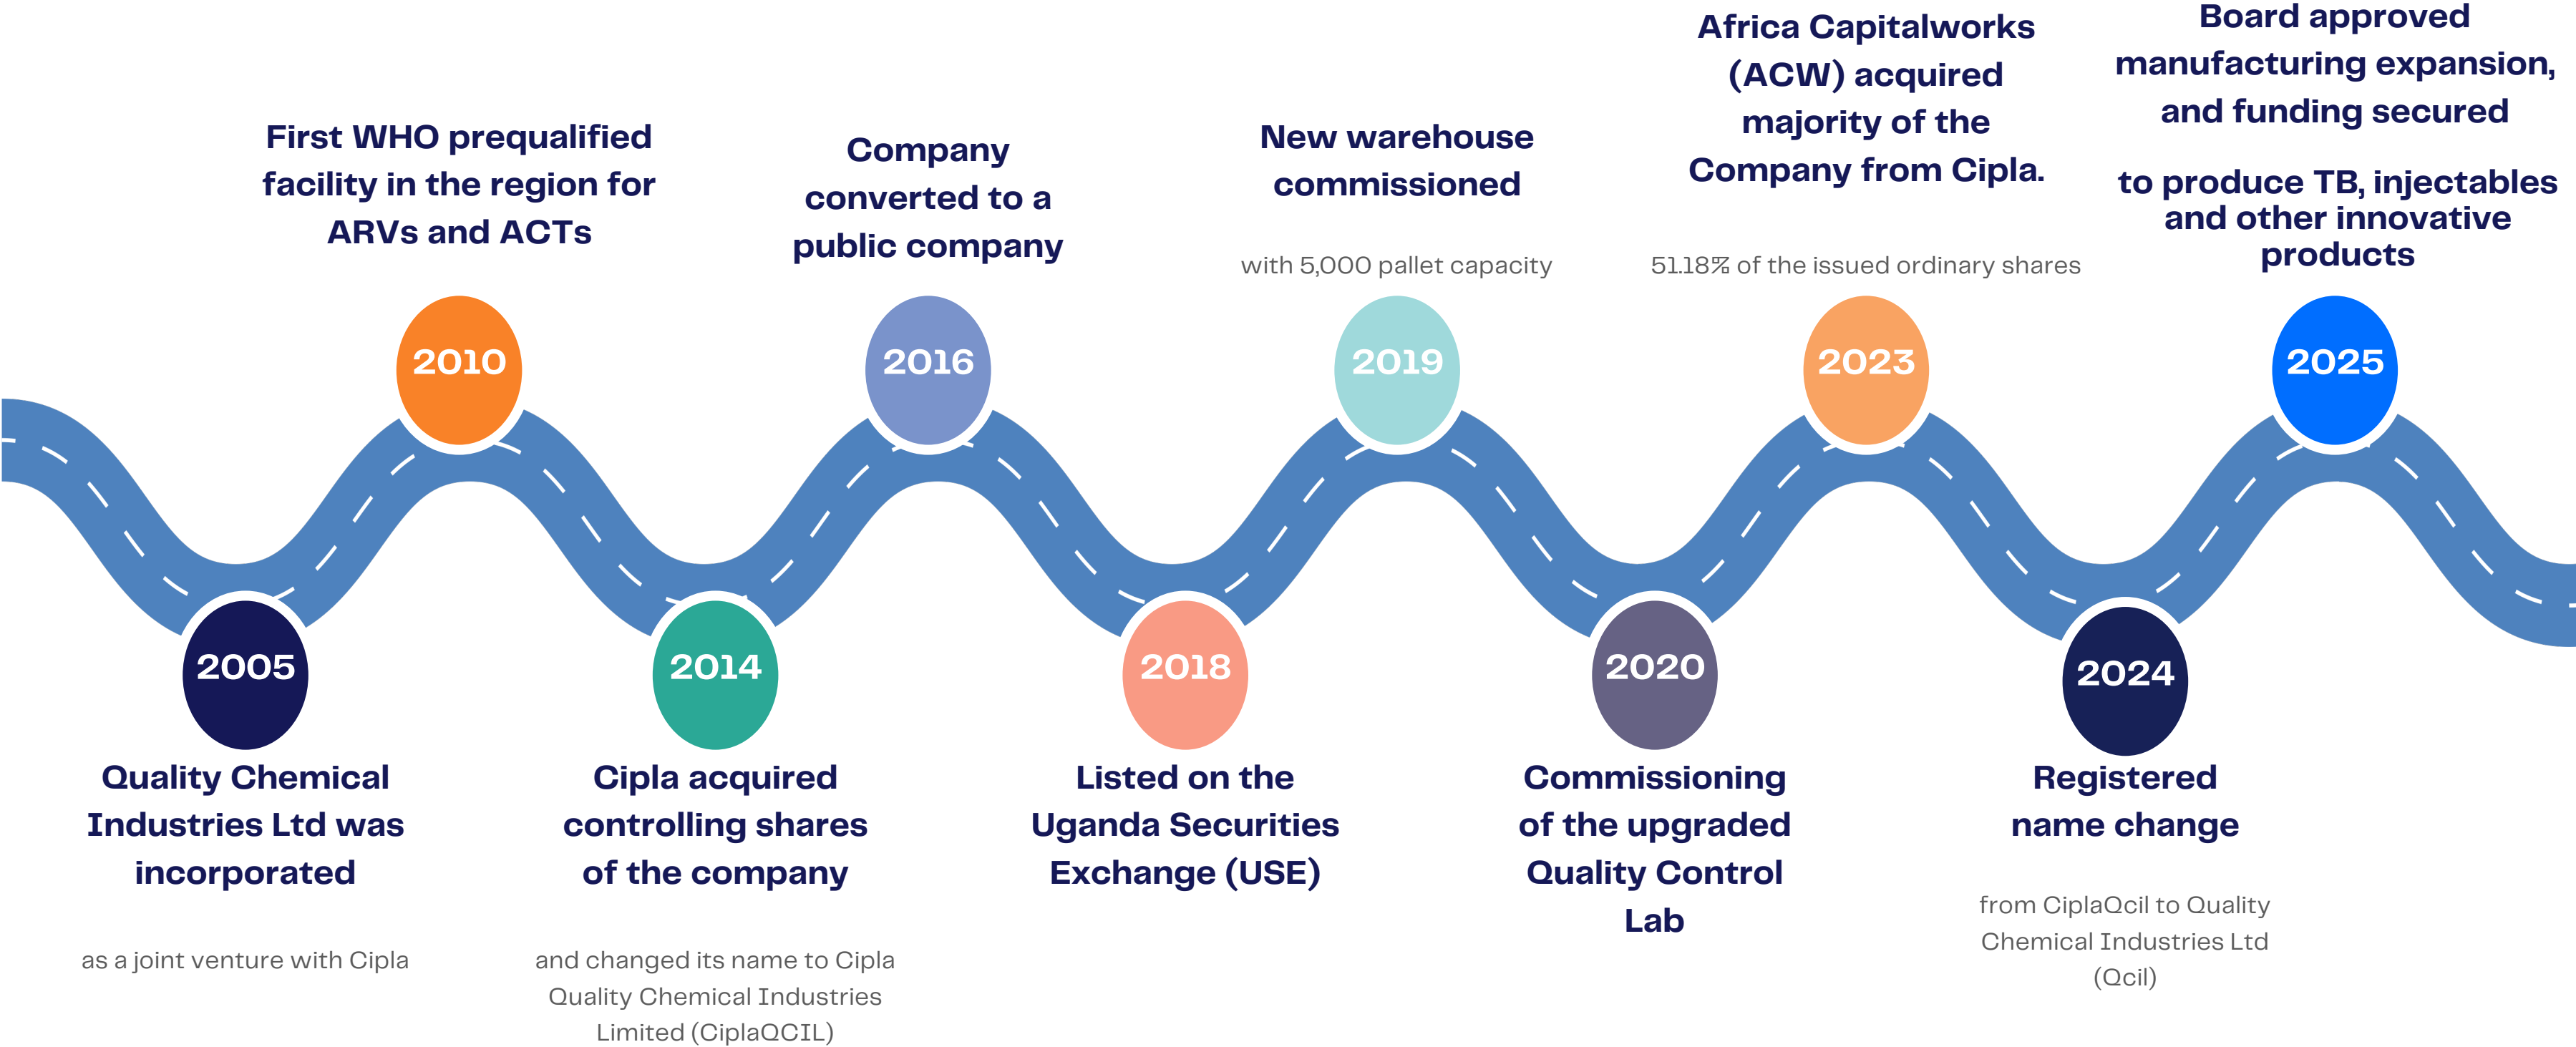 First WHO prequalified
facility in the region for
ARVs and ACTs
2010
Company
converted to a
public company
2016
New warehouse
commissioned
with 5,000 pallet capacity
2019
Africa Capitalworks
(ACW) acquired
majority of the
Company from Cipla.
51.18% of the issued ordinary shares
2023
Board approved
manufacturing expansion,
and funding secured
to produce TB, injectables
and other innovative
products
2025
2005
Quality Chemical
Industries Ltd was
incorporated
as a joint venture with Cipla
2014
Cipla acquired
controlling shares
of the company
and changed its name to Cipla
Quality Chemical Industries
Limited (CiplaQCIL)
2018
Listed on the
Uganda Securities
Exchange (USE)
2020
Commissioning
of the upgraded
Quality Control
Lab
2024
Registered
name change
from CiplaQcil to Quality
Chemical Industries Ltd
(Qcil)